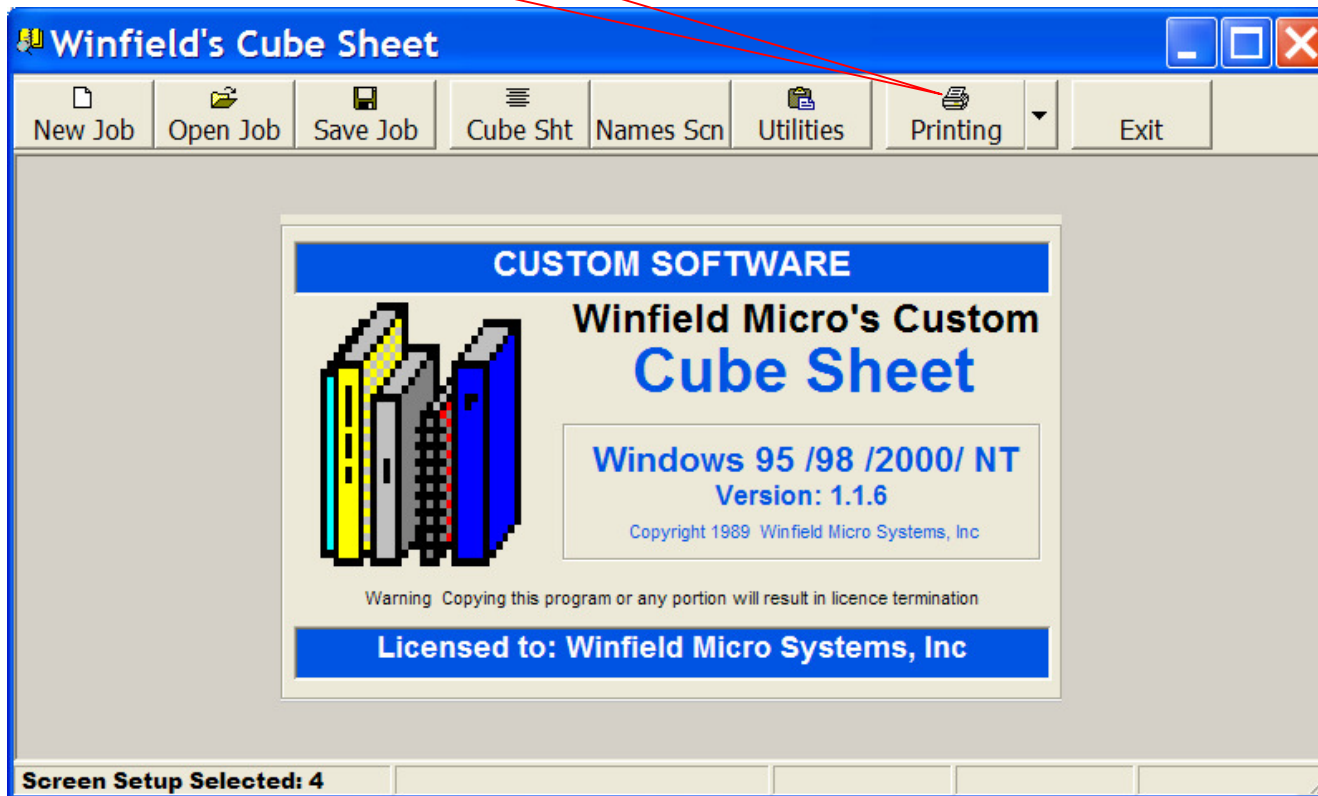 Winfield's Cube Sheet
New Job Open Job Save Job Cube Sht Names Scn Utilities Printing Exit
CUSTOM SOFTWARE
Winfield Micro's Custom
Cube Sheet
Windows 95 /98 /2000/ NT
Version: 1.1.6
Copyright 1989 Winfield Micro Systems, Inc
Warning Copying this program or any portion will result in licence termination
Licensed to: Winfield Micro Systems, Inc
Screen Setup Selected: 4